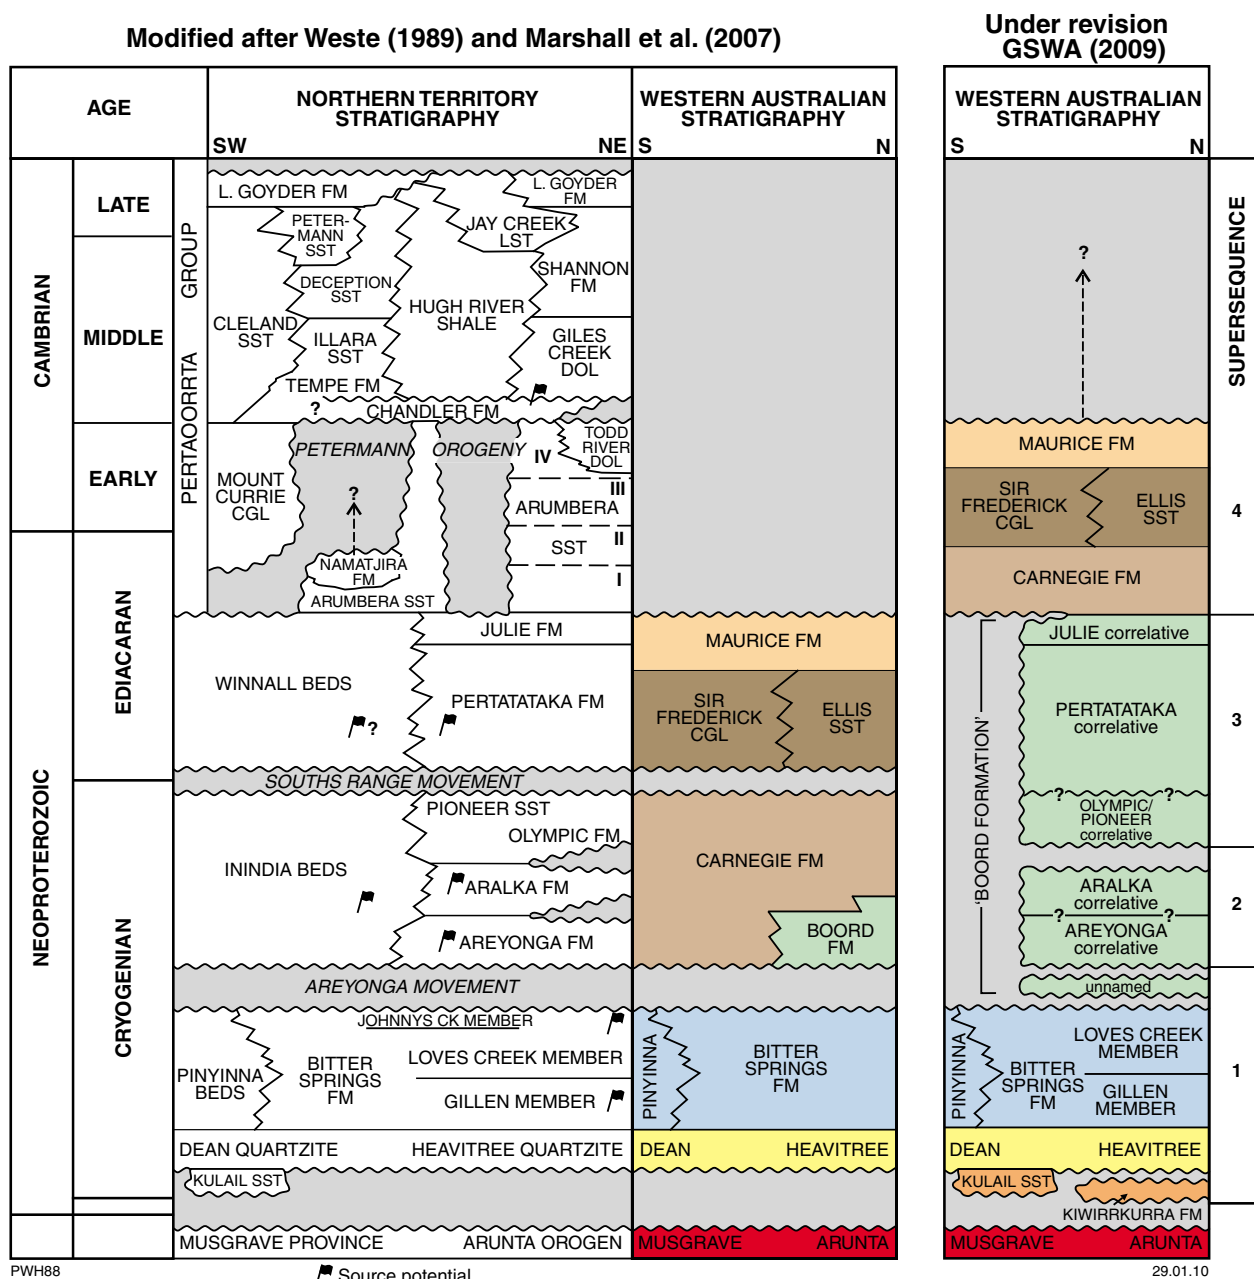 Modified after Weste (1989) and Marshall et al. (2007)
Under revision
GSWA (2009)
AGE
NORTHERN TERRITORY
STRATIGRAPHY
SW
NE
WESTERN AUSTRALIAN
STRATIGRAPHY
S
N
WESTERN AUSTRALIAN
STRATIGRAPHY
S
N
SUPERSEQUENCE
CAMBRIAN
LATE
MIDDLE
EARLY
NEOPROTEROZOIC
EDIACARAN
CRYOGENIAN
PERTAOORRTA GROUP
L. GOYDER FM
L. GOYDER
FM
PETER-
MANN
SST
JAY CREEK
LST
DECEPTION
SST
SHANNON
FM
CLELAND
SST
HUGH RIVER
SHALE
ILLARA
SST
GILES
CREEK
DOL
TEMPE FM
?
CHANDLER FM
PETERMANN OROGENY
TODD
RIVER
DOL
IV
MOUNT
CURRIE
CGL
?
III
ARUMBERA
II
SST
I
NAMATJIRA
FM
ARUMBERA SST
JULIE FM
WINNALL BEDS
PERTATATAKA FM
?
SOUTHS RANGE MOVEMENT
PIONEER SST
OLYMPIC FM
ININDIA BEDS
ARALKA FM
AREYONGA FM
AREYONGA MOVEMENT
JOHNNYS CK MEMBER
LOVES CREEK MEMBER
PINYINNA
BEDS
BITTER
SPRINGS
FM
GILLEN MEMBER
DEAN QUARTZITE
HEAVITREE QUARTZITE
KULAIL SST
MUSGRAVE PROVINCE
ARUNTA OROGEN
MAURICE FM
SIR
FREDERICK
CGL
ELLIS
SST
CARNEGIE FM
BOORD
FM
PINYINNA
BITTER
SPRINGS
FM
DEAN
HEAVITREE
MUSGRAVE
ARUNTA
?
MAURICE FM
SIR
FREDERICK
CGL
ELLIS
SST
4
CARNEGIE FM
'BOORD FORMATION'
JULIE correlative
PERTATATAKA
correlative
3
? ?
OLYMPIC/
PIONEER
correlative
ARALKA
correlative
2
? ?
AREYONGA
correlative
unnamed
PINYINNA
BITTER
SPRINGS
FM
LOVES CREEK
MEMBER
GILLEN
MEMBER
1
DEAN
HEAVITREE
KULAIL SST
KIWIRRKURRA FM
MUSGRAVE
ARUNTA
PWH88
Source potential
29.01.10